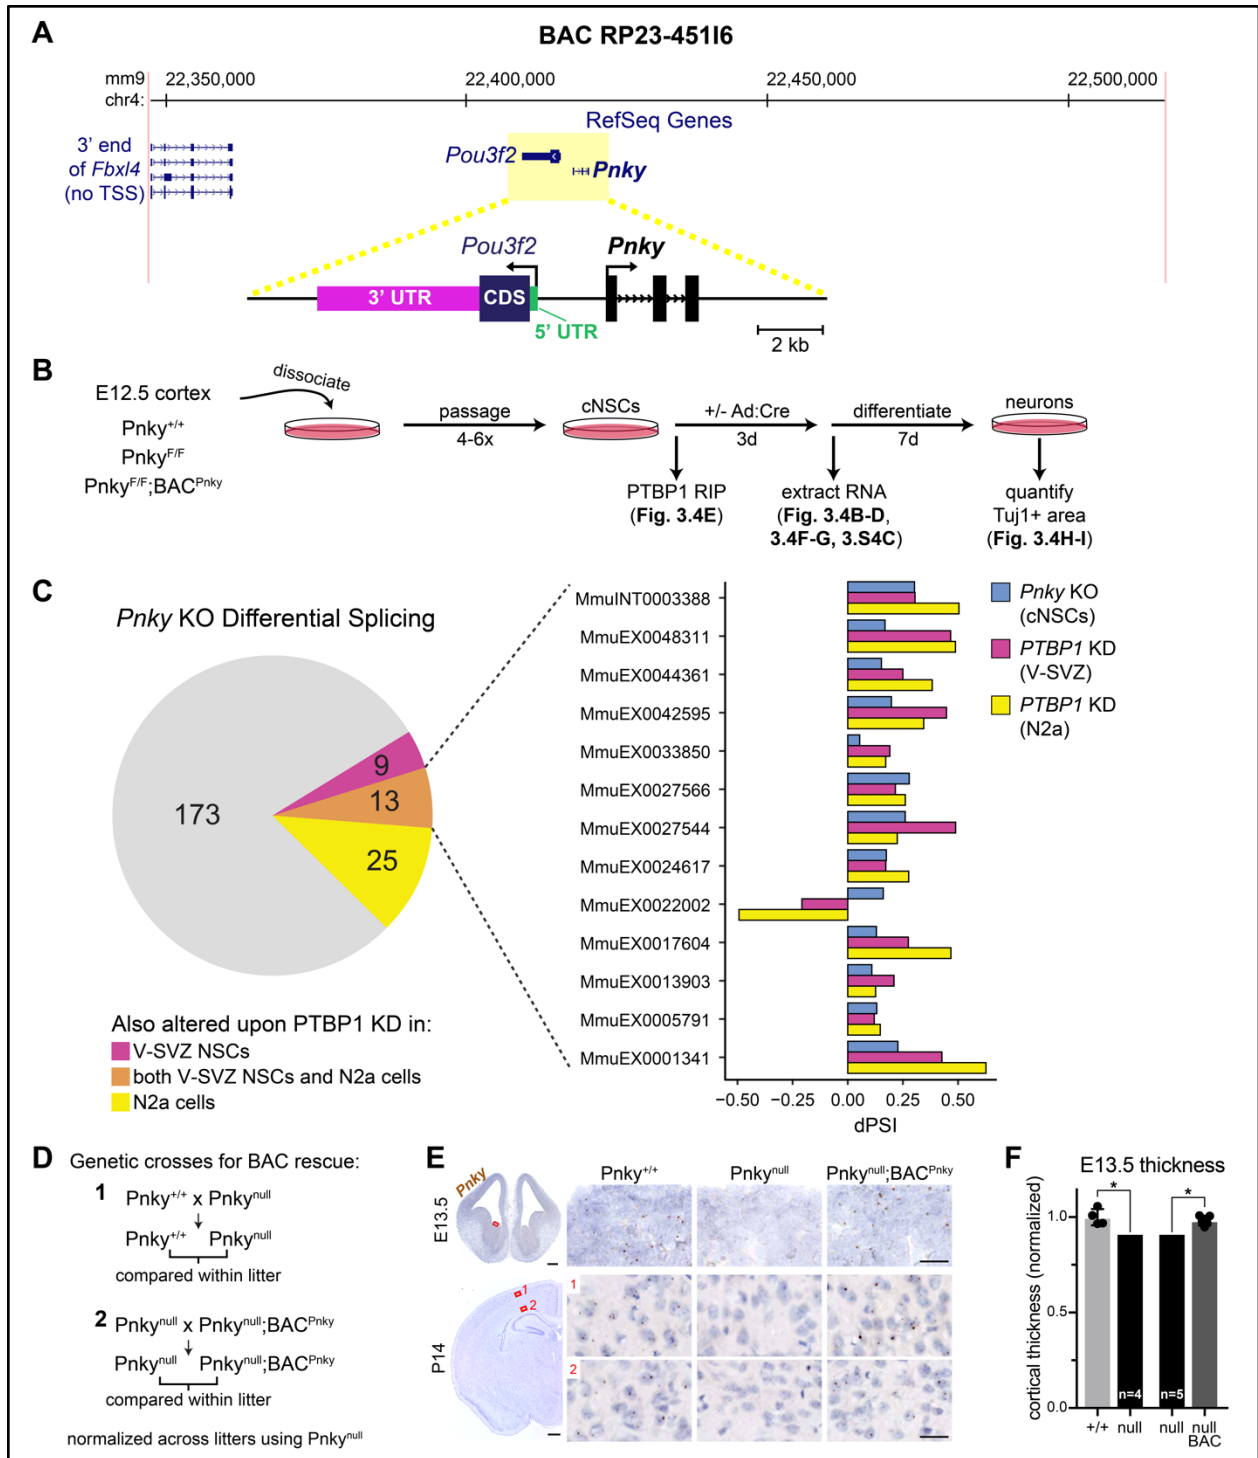 A
BAC RP23-451I6
mm9
chr4:
22,350,000
22,400,000
22,450,000
22,500,000
RefSeq Genes
3' end
of Fbxl4
(no TSS)
Pou3f2
Pnky
Pou3f2
Pnky
3' UTR
CDS
5' UTR
2 kb
B
E12.5 cortex
Pnky+/+
PnkyF/F
PnkyF/F;BACPnky
dissociate
passage
4-6x
cNSCs
+/- Ad:Cre
3d
differentiate
7d
neurons
PTBP1 RIP
(Fig. 3.4E)
extract RNA
(Fig. 3.4B-D,
3.4F-G, 3.S4C)
quantify
Tuj1+ area
(Fig. 3.4H-I)
C
Pnky KO Differential Splicing
173
9
13
25
Also altered upon PTBP1 KD in:
V-SVZ NSCs
both V-SVZ NSCs and N2a cells
N2a cells
MmuINT0003388
MmuEX0048311
MmuEX0044361
MmuEX0042595
MmuEX0033850
MmuEX0027566
MmuEX0027544
MmuEX0024617
MmuEX0022002
MmuEX0017604
MmuEX0013903
MmuEX0005791
MmuEX0001341
−0.50 −0.25 0.00 0.25 0.50
dPSI
Pnky KO
(cNSCs)
PTBP1 KD
(V-SVZ)
PTBP1 KD
(N2a)
D
Genetic crosses for BAC rescue:
1
Pnky+/+ x Pnkynull
Pnky+/+ Pnkynull
compared within litter
2
Pnkynull x Pnkynull;BACPnky
Pnkynull Pnkynull;BACPnky
compared within litter
normalized across litters using Pnkynull
E
Pnky
Pnky+/+
Pnkynull
Pnkynull;BACPnky
E13.5
P14
1
2
1
2
F
E13.5 thickness
* *
cortical thickness (normalized)
1.0
0.5
0
n=4
n=5
+/+ null null null
BAC